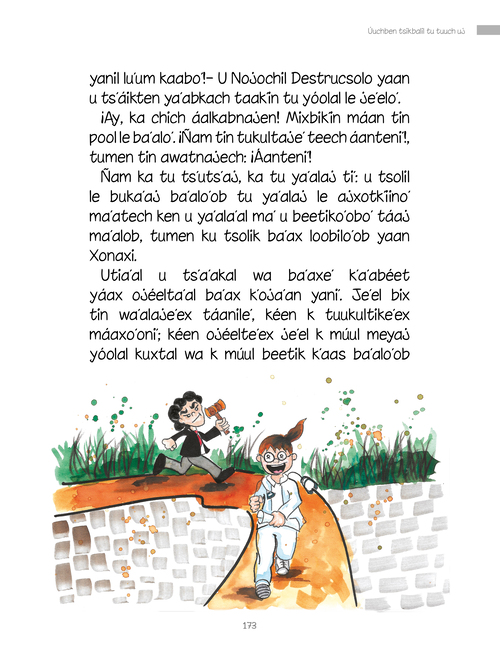 Úuchben tsikbalil tu tuuch uj
yanil lu'um kaabo'!– U Nojochil Destrucsolo yaan
u ts'áikten ya'abkach taak'in tu yóolal le je'elo'.
¡Ay, ka chich áalkabnajen! Mixbik'in máan tin
pool le ba'alo'. ¡Ñam tin tukultaje' teech áanteni'!,
tumen tin awatnajech: ¡Áanteni'!
Ñam ka tu ts'uts'aj, ka tu ya'alaj ti': u tsolil
le buka'aj ba'alo'ob tu ya'alaj le ajxotk'iino'
ma'atech ken u ya'ala'al ma' u beetiko'obo' táaj
ma'alob, tumen ku tsolik ba'ax loobilo'ob yaan
Xonaxi.
Utia'al u ts'a'akal wa ba'axe' k'a'abéet
yáax ojéelta'al ba'ax k'oja'an yani'. Je'el bix
tin wa'alaje'ex táanile', kéen k tuukultike'ex
máaxo'oni'; kéen ojéelte'ex je'el k múul meyaj
yóolal kuxtal wa k múul beetik k'aas ba'alo'ob
173